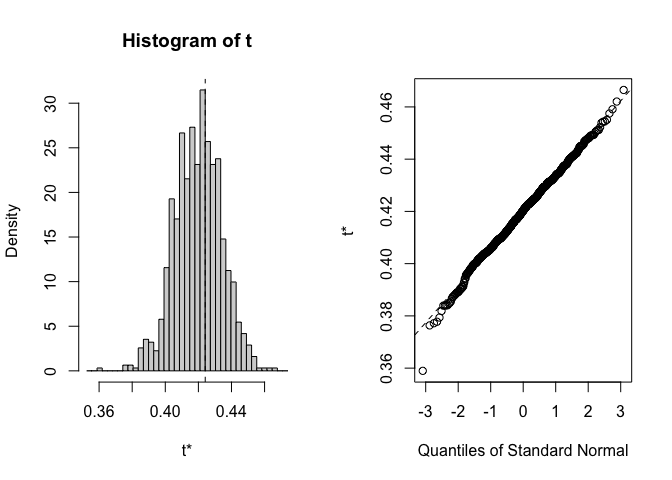 Histogram of t
Density
0 5 10 15 20 25 30
0.36 0.40 0.44
t*
t*
0.36 0.38 0.40 0.42 0.44 0.46
-3 -2 -1 0 1 2 3
Quantiles of Standard Normal